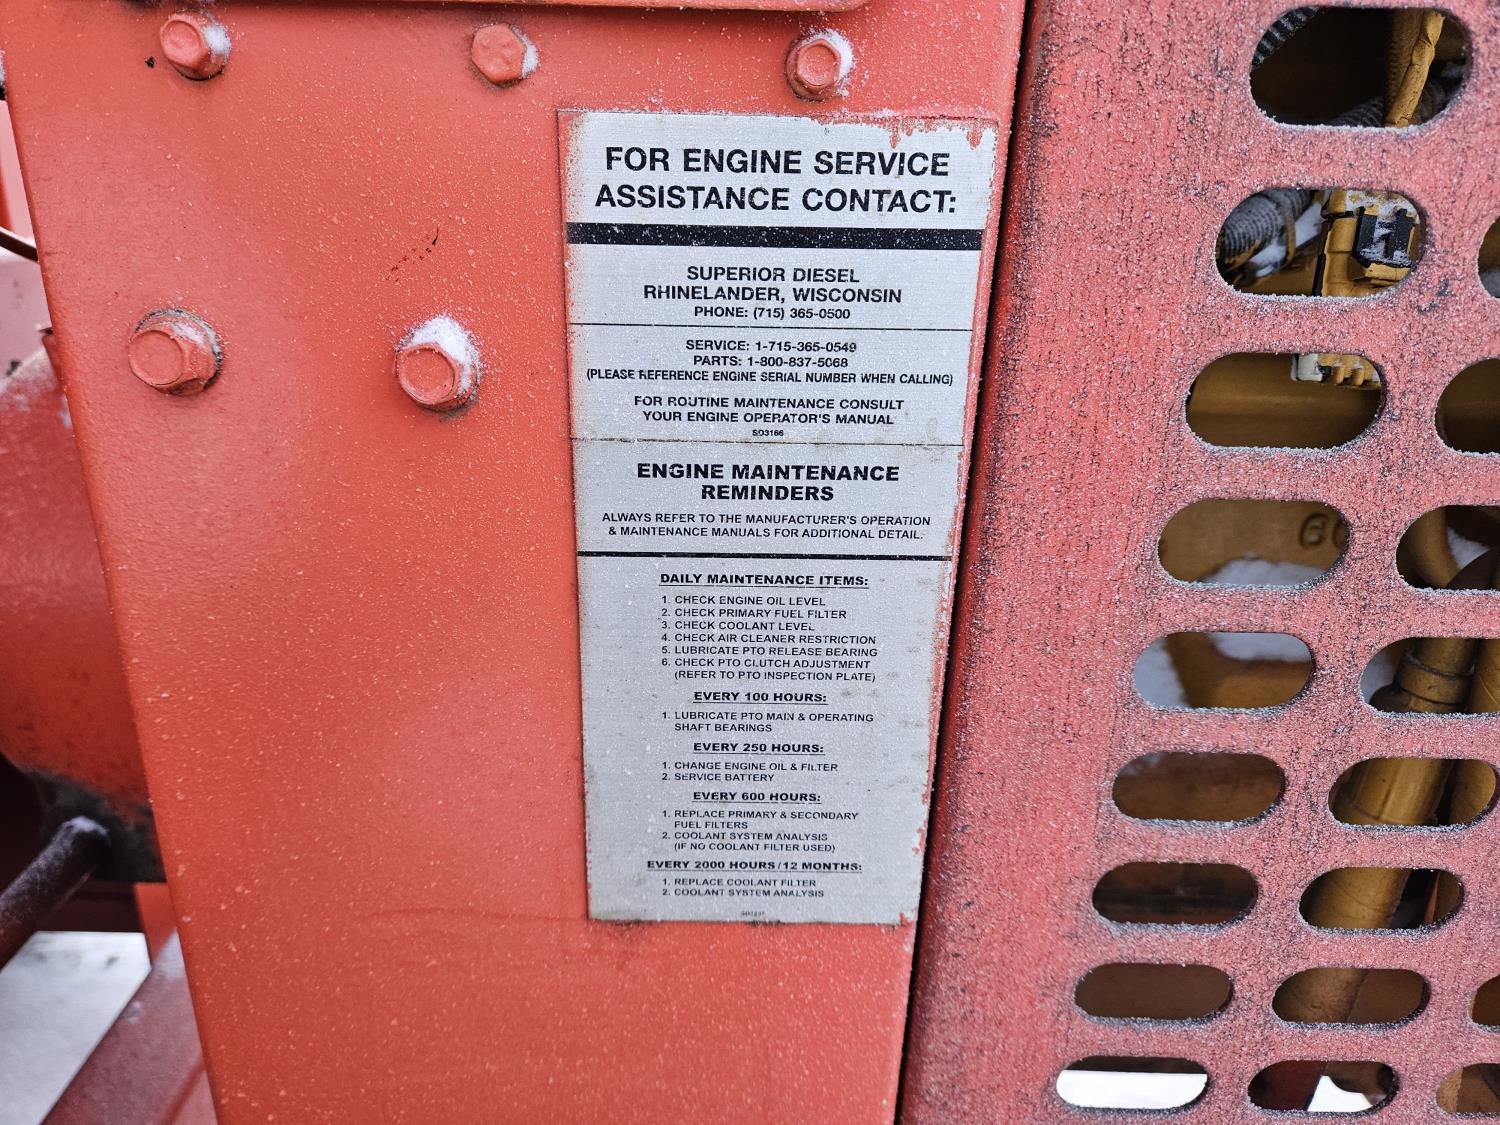 FOR ENGINE SERVICE
ASSISTANCE CONTACT:
SUPERIOR DIESEL
RHINELANDER, WISCONSIN
PHONE: (715) 365-0500
SERVICE: 1-715-365-0549
PARTS: 1-800-837-5068
(PLEASE REFERENCE ENGINE SERIAL NUMBER WHEN CALLING)
FOR ROUTINE MAINTENANCE CONSULT
YOUR ENGINE OPERATOR'S MANUAL
SD3166
ENGINE MAINTENANCE
REMINDERS
ALWAYS REFER TO THE MANUFACTURER'S OPERATION
& MAINTENANCE MANUALS FOR ADDITIONAL DETAIL.
DAILY MAINTENANCE ITEMS:
1. CHECK ENGINE OIL LEVEL
2. CHECK PRIMARY FUEL FILTER
3. CHECK COOLANT LEVEL
4. CHECK AIR CLEANER RESTRICTION
5. LUBRICATE PTO RELEASE BEARING
6. CHECK PTO CLUTCH ADJUSTMENT
(REFER TO PTO INSPECTION PLATE)
EVERY 100 HOURS:
1. LUBRICATE PTO MAIN & OPERATING
SHAFT BEARINGS
EVERY 250 HOURS:
1. CHANGE ENGINE OIL & FILTER
2. SERVICE BATTERY
EVERY 600 HOURS:
1. REPLACE PRIMARY & SECONDARY
FUEL FILTERS
2. COOLANT SYSTEM ANALYSIS
(IF NO COOLANT FILTER USED)
EVERY 2000 HOURS/12 MONTHS:
1. REPLACE COOLANT FILTER
2. COOLANT SYSTEM ANALYSIS